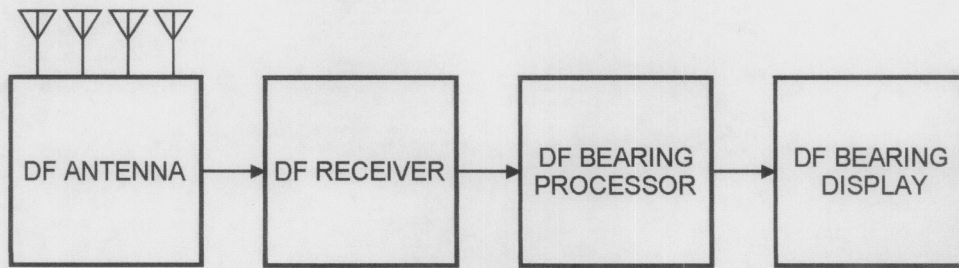 DF ANTENNA
DF RECEIVER
DF BEARING
PROCESSOR
DF BEARING
DISPLAY